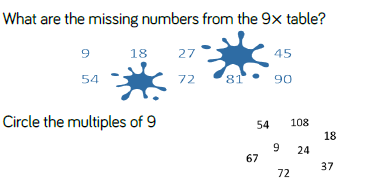 What are the missing numbers from the 9× table?
9 18 27 45
54 72 81 90
Circle the multiples of 9
54 108
18
9 24
67
37
72